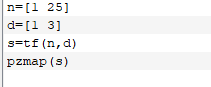 n=[1 25]
d=[1 3]
s=tf(n,d)
pzmap(s)